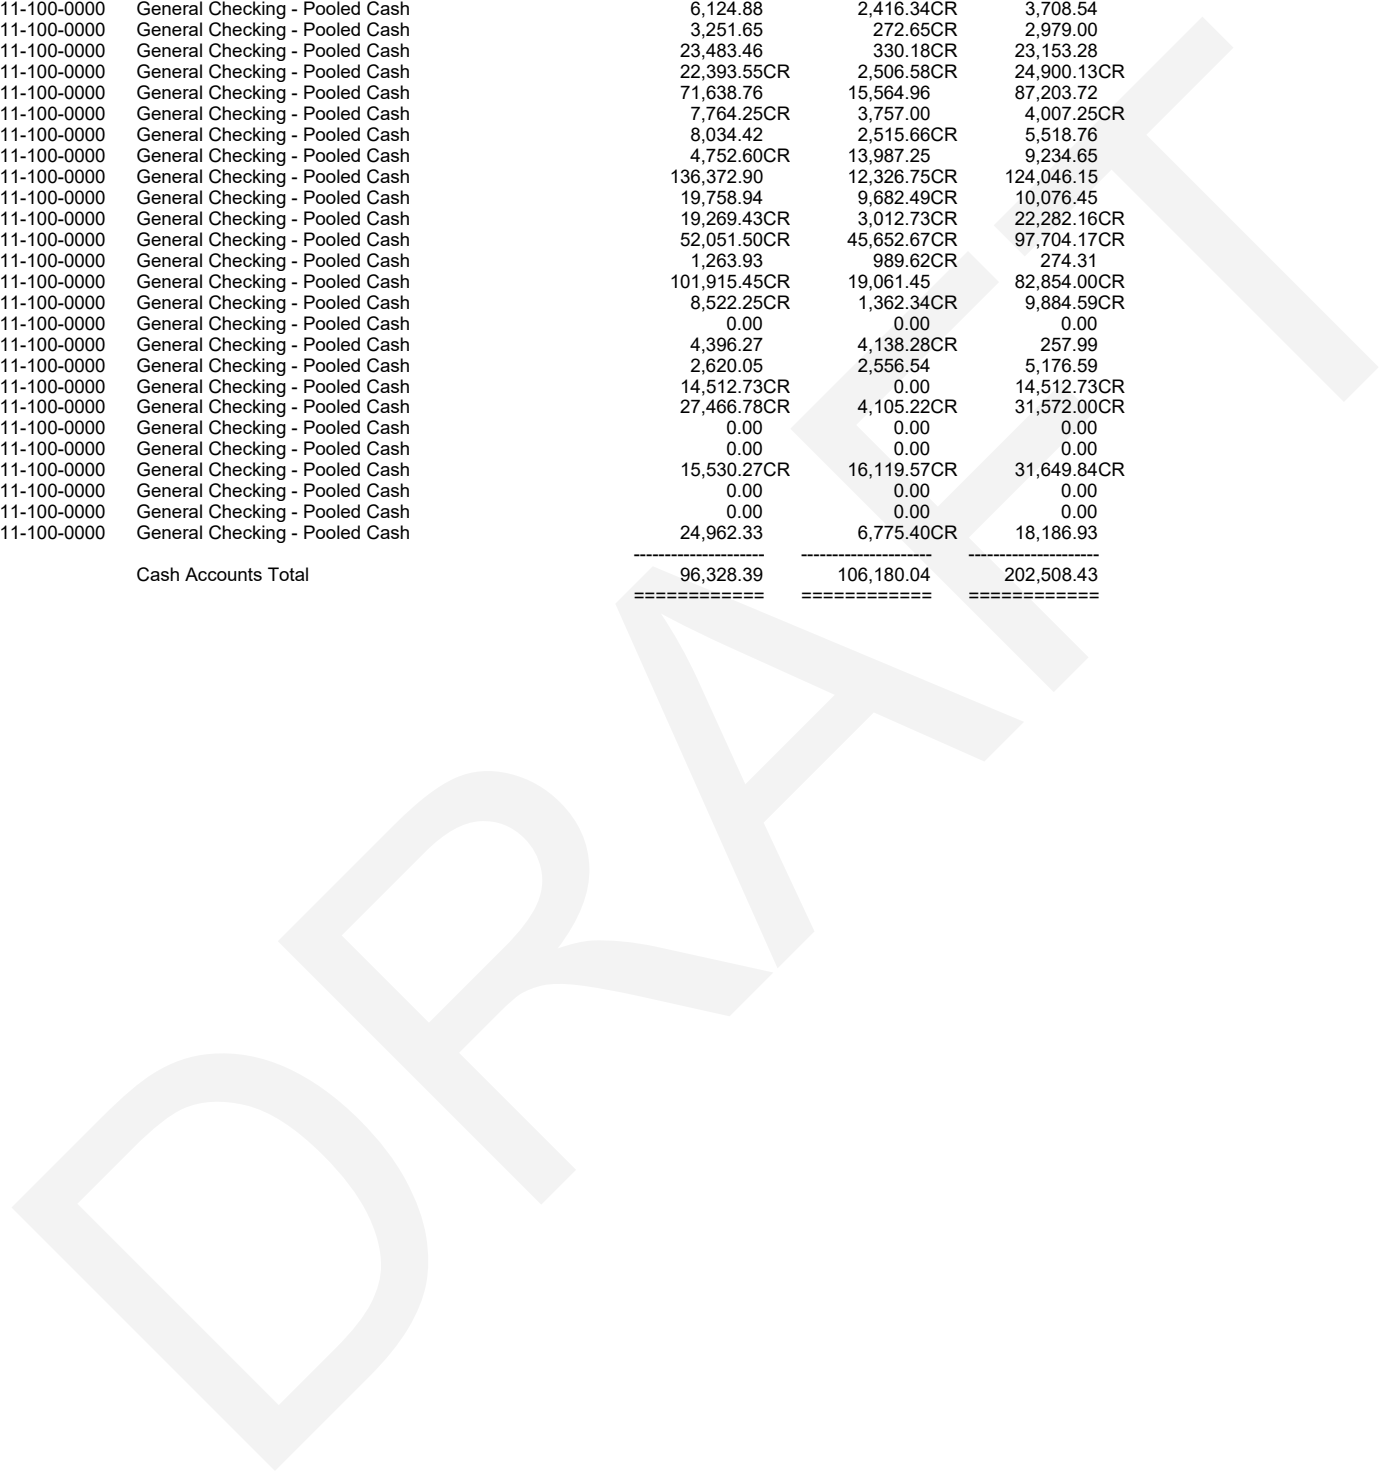 11-100-0000 General Checking - Pooled Cash 6,124.88 2,416.34CR 3,708.54
11-100-0000 General Checking - Pooled Cash 3,251.65 272.65CR 2,979.00
11-100-0000 General Checking - Pooled Cash 23,483.46 330.18CR 23,153.28
11-100-0000 General Checking - Pooled Cash 22,393.55CR 2,506.58CR 24,900.13CR
11-100-0000 General Checking - Pooled Cash 71,638.76 15,564.96 87,203.72
11-100-0000 General Checking - Pooled Cash 7,764.25CR 3,757.00 4,007.25CR
11-100-0000 General Checking - Pooled Cash 8,034.42 2,515.66CR 5,518.76
11-100-0000 General Checking - Pooled Cash 4,752.60CR 13,987.25 9,234.65
11-100-0000 General Checking - Pooled Cash 136,372.90 12,326.75CR 124,046.15
11-100-0000 General Checking - Pooled Cash 19,758.94 9,682.49CR 10,076.45
11-100-0000 General Checking - Pooled Cash 19,269.43CR 3,012.73CR 22,282.16CR
11-100-0000 General Checking - Pooled Cash 52,051.50CR 45,652.67CR 97,704.17CR
11-100-0000 General Checking - Pooled Cash 1,263.93 989.62CR 274.31
11-100-0000 General Checking - Pooled Cash 101,915.45CR 19,061.45 82,854.00CR
11-100-0000 General Checking - Pooled Cash 8,522.25CR 1,362.34CR 9,884.59CR
11-100-0000 General Checking - Pooled Cash 0.00 0.00 0.00
11-100-0000 General Checking - Pooled Cash 4,396.27 4,138.28CR 257.99
11-100-0000 General Checking - Pooled Cash 2,620.05 2,556.54 5,176.59
11-100-0000 General Checking - Pooled Cash 14,512.73CR 0.00 14,512.73CR
11-100-0000 General Checking - Pooled Cash 27,466.78CR 4,105.22CR 31,572.00CR
11-100-0000 General Checking - Pooled Cash 0.00 0.00 0.00
11-100-0000 General Checking - Pooled Cash 0.00 0.00 0.00
11-100-0000 General Checking - Pooled Cash 15,530.27CR 16,119.57CR 31,649.84CR
11-100-0000 General Checking - Pooled Cash 0.00 0.00 0.00
11-100-0000 General Checking - Pooled Cash 0.00 0.00 0.00
11-100-0000 General Checking - Pooled Cash 24,962.33 6,775.40CR 18,186.93
--------------------- --------------------- ---------------------
Cash Accounts Total 96,328.39 106,180.04 202,508.43
============ ============ ============
DRAFT